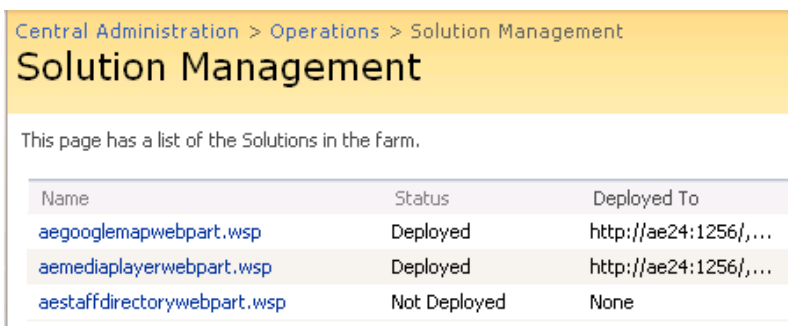 Central Administration > Operations > Solution Management
Solution Management
This page has a list of the Solutions in the farm.
Name Status Deployed To
aegooglemapwebpart.wsp Deployed http://ae24:1256/,...
aemediaplayerwebpart.wsp Deployed http://ae24:1256/,...
aestaffdirectorywebpart.wsp Not Deployed None